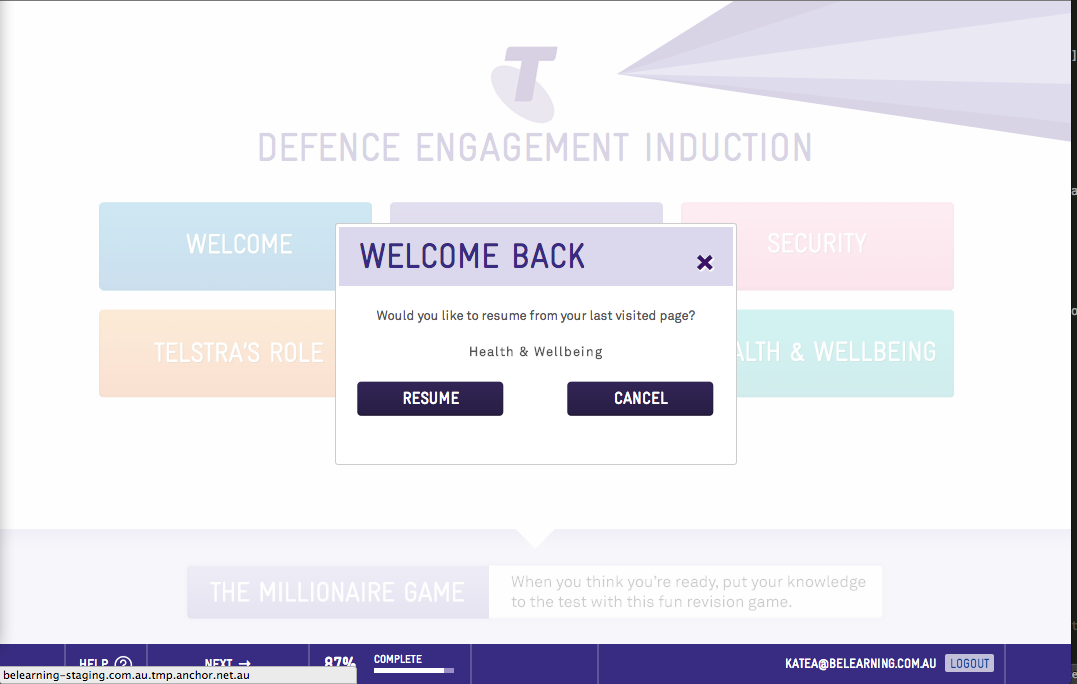 T
DEFENCE ENGAGEMENT INDUCTION
WELCOME
SECURITY
WELCOME BACK
Would you like to resume from your last visited page?
Health & Wellbeing
RESUME
CANCEL
TELSTRA'S ROLE
ALTH & WELLBEING
THE MILLIONAIRE GAME
When you think you're ready, put your knowledge
to the test with this fun revision game.
HELP ?
NEXT →
87% COMPLETE
KATEA@BELEARNING.COM.AU
LOGOUT
belearning-staging.com.au.tmp.anchor.net.au